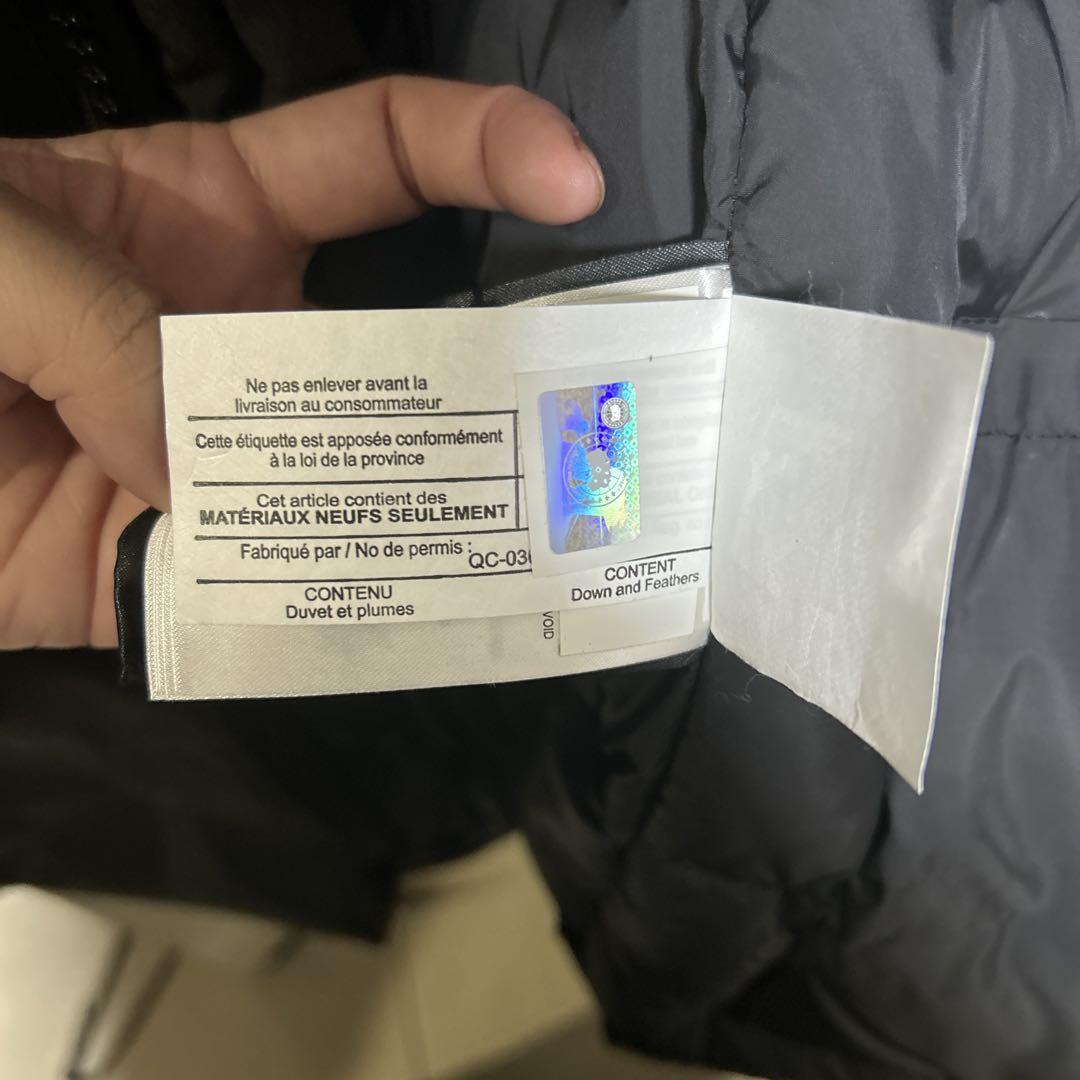 Ne pas enlever avant la
livraison au consommateur
Cette étiquette est apposée conformément
à la loi de la province
Cet article contient des
MATÉRIAUX NEUFS SEULEMENT
Fabriqué par / No de permis :
QC-03
CONTENU
Duvet et plumes
CONTENT
Down and Feathers
VOID